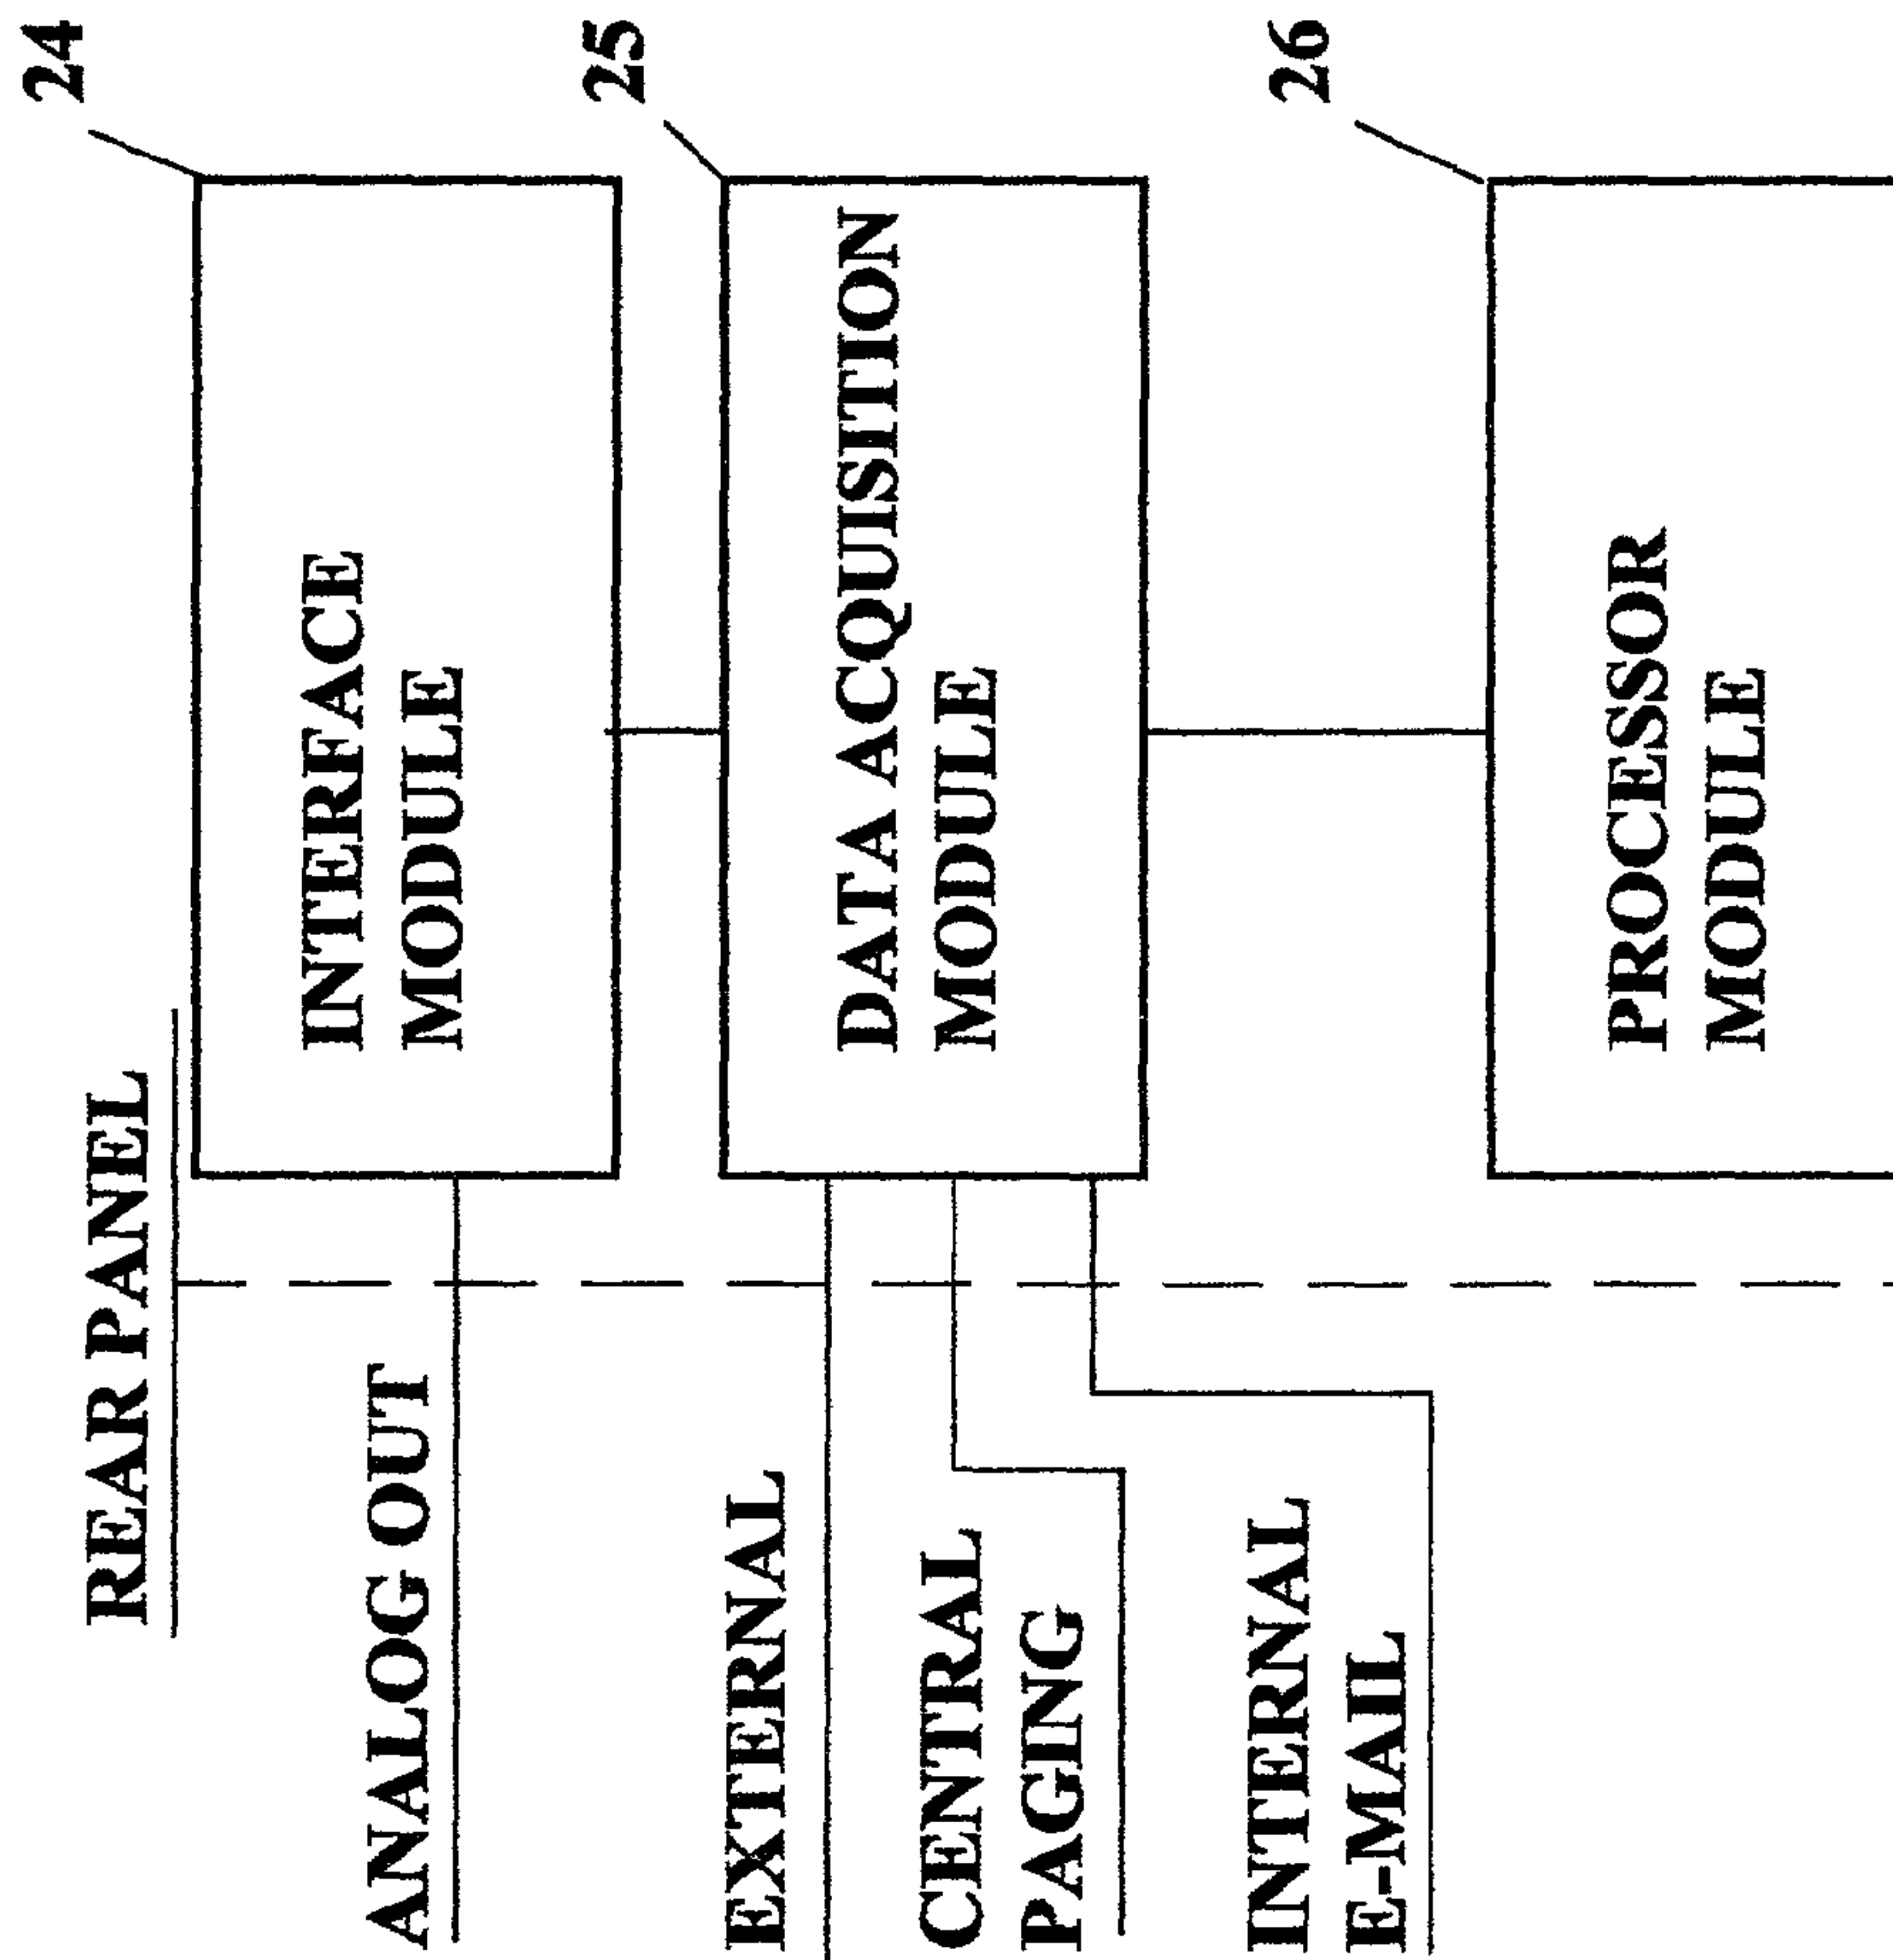 REAR PANEL
24
ANALOG OUT
INTERFACE
MODULE
25
EXTERNAL
DATA ACQUISITION
MODULE
CENTRAL
PAGING
INTERNAL
E-MAIL
26
PROCESSOR
MODULE